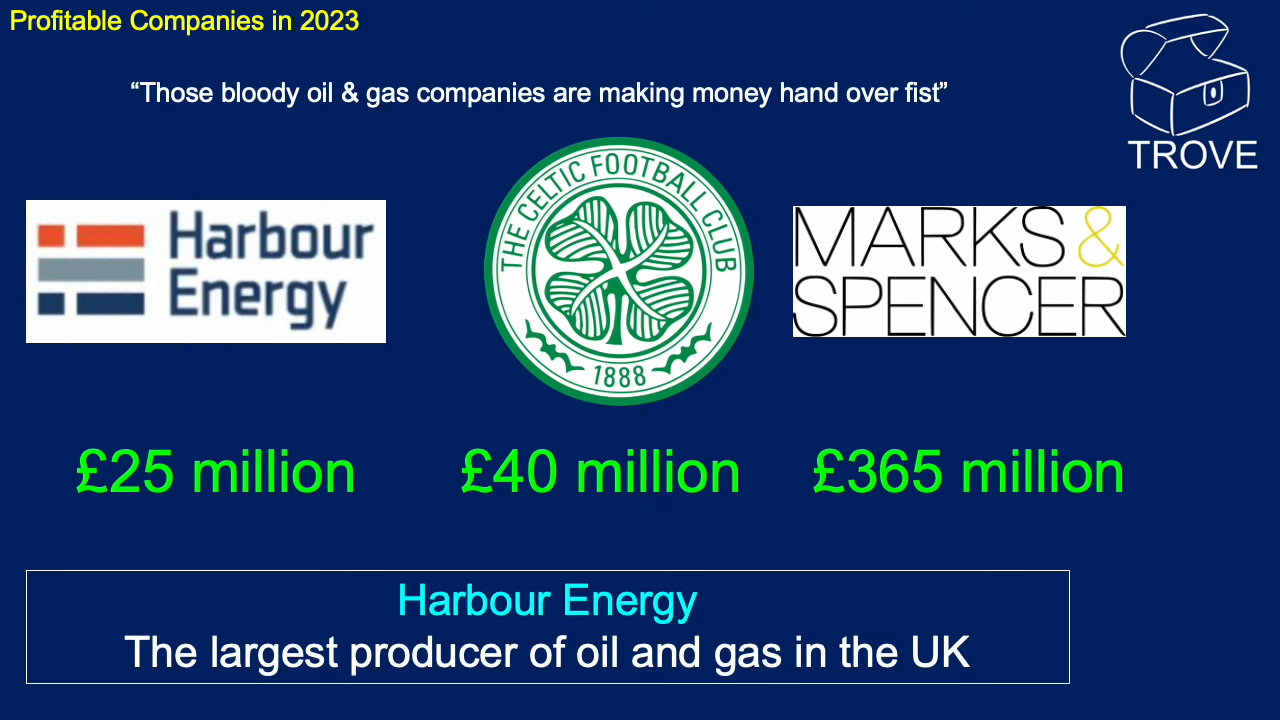 Profitable Companies in 2023
“Those bloody oil & gas companies are making money hand over fist”
TROVE
Harbour
Energy
THE CELTIC FOOTBALL CLUB
1888
MARKS &
SPENCER
£25 million
£40 million
£365 million
Harbour Energy
The largest producer of oil and gas in the UK